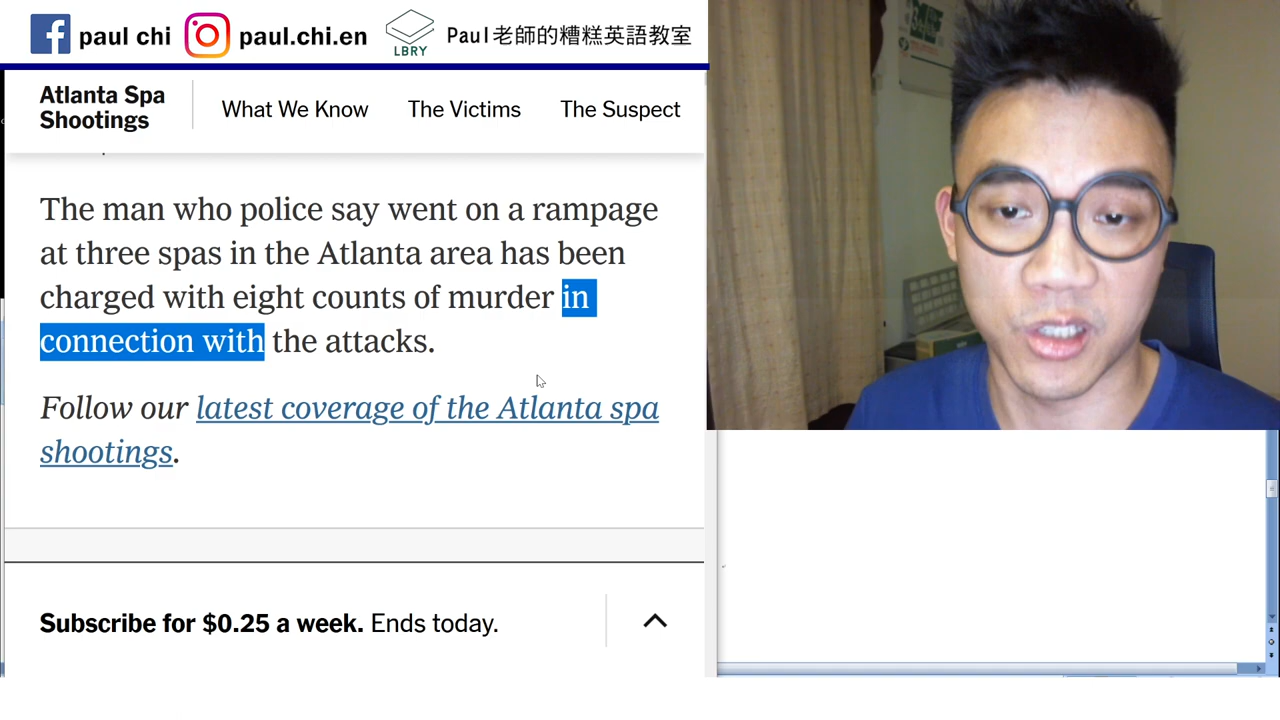 paul chi
paul.chi.en
LBRY
Paul老師的糟糕英語教室
Atlanta Spa
Shootings
What We Know
The Victims
The Suspect
The man who police say went on a rampage
at three spas in the Atlanta area has been
charged with eight counts of murder in
connection with the attacks.
Follow our latest coverage of the Atlanta spa
shootings.
Subscribe for $0.25 a week. Ends today.